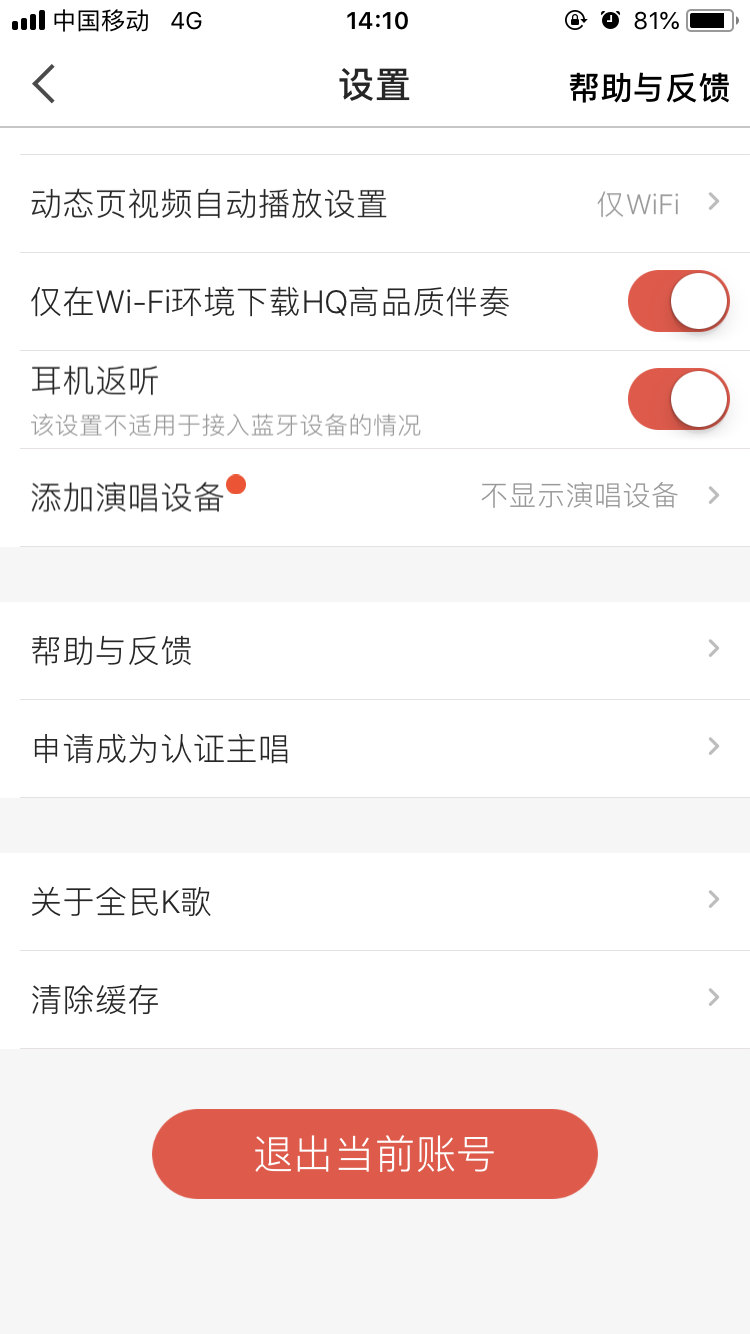 中国移动 4G 14:10 81%
设置 帮助与反馈
动态页视频自动播放设置 仅WiFi
仅在Wi-Fi环境下载HQ高品质伴奏
耳机返听
该设置不适用于接入蓝牙设备的情况
添加演唱设备 不显示演唱设备
帮助与反馈
申请成为认证主唱
关于全民K歌
清除缓存
退出当前账号